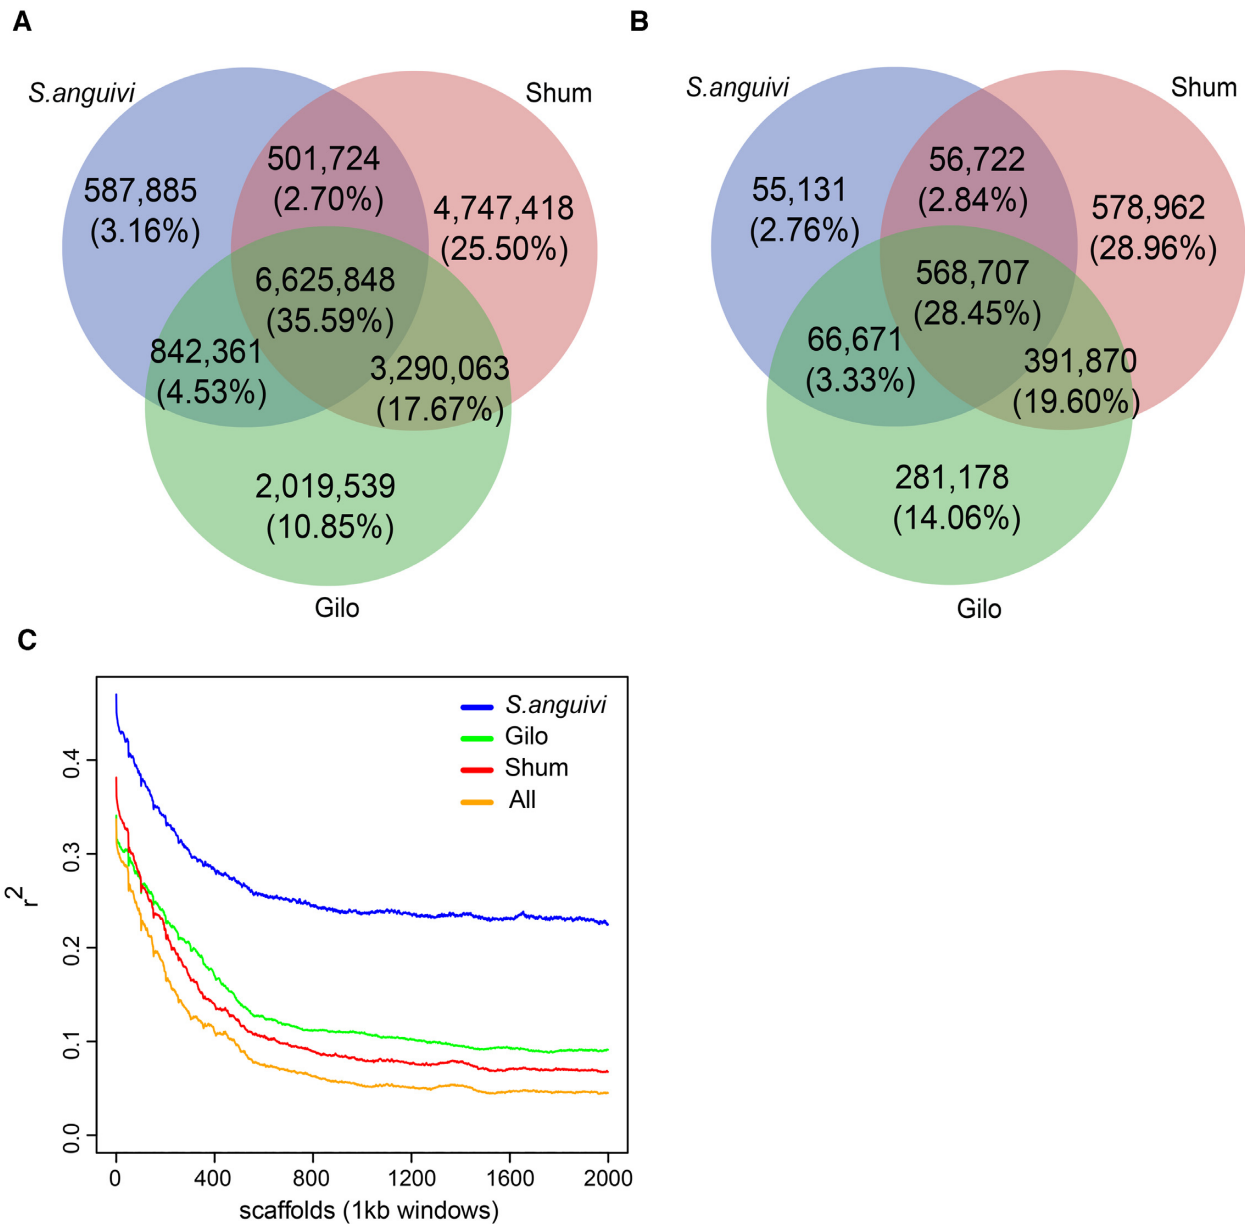 A
S.anguivi
Shum
501,724
(2.70%)
587,885
(3.16%)
4,747,418
(25.50%)
6,625,848
(35.59%)
842,361
(4.53%)
3,290,063
(17.67%)
2,019,539
(10.85%)
Gilo
B
S.anguivi
Shum
56,722
(2.84%)
55,131
(2.76%)
578,962
(28.96%)
568,707
(28.45%)
66,671
(3.33%)
391,870
(19.60%)
281,178
(14.06%)
Gilo
C
S.anguivi
Gilo
Shum
All
r2
0.4
0.3
0.2
0.1
0.0
0 400 800 1200 1600 2000
scaffolds (1kb windows)